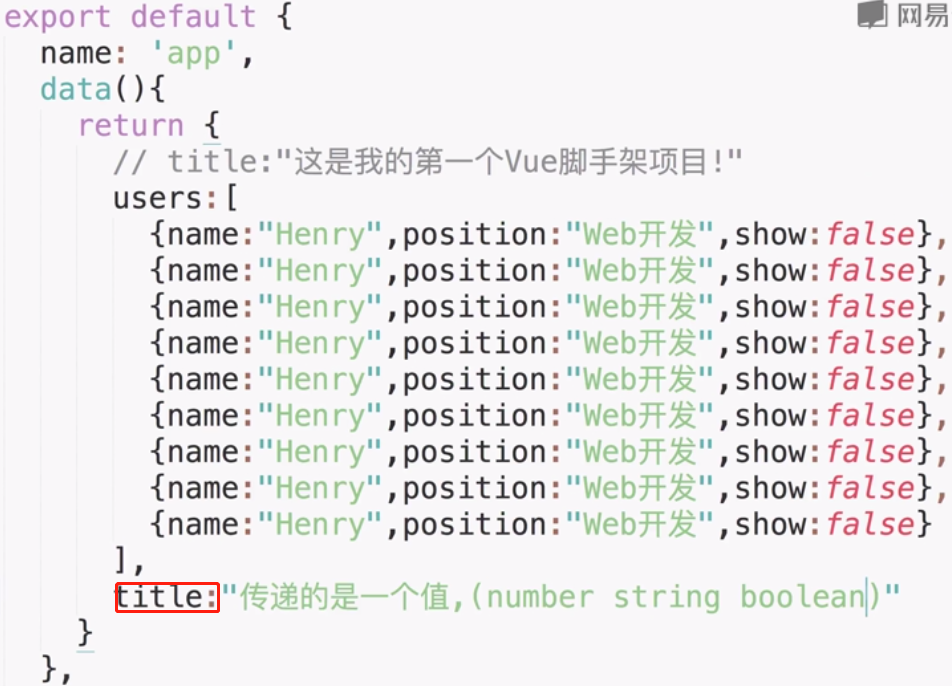 export default {
网易
name: 'app',
data(){
return {
// title:"这是我的第一个Vue脚手架项目!"
users:[
{name:"Henry",position:"Web开发",show:false},
{name:"Henry",position:"Web开发",show:false},
{name:"Henry",position:"Web开发",show:false},
{name:"Henry",position:"Web开发",show:false},
{name:"Henry",position:"Web开发",show:false},
{name:"Henry",position:"Web开发",show:false},
{name:"Henry",position:"Web开发",show:false},
{name:"Henry",position:"Web开发",show:false},
{name:"Henry",position:"Web开发",show:false}
],
title:"传递的是一个值,(number string boolean)"
}
},